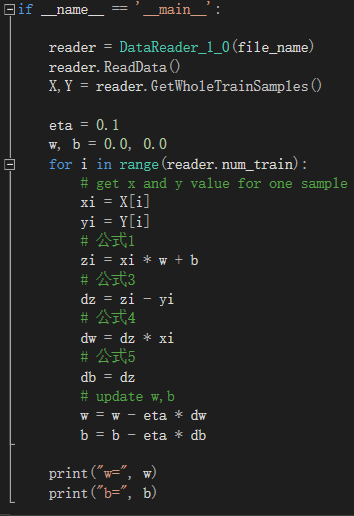 if __name__ == '__main__':
reader = DataReader_1_0(file_name)
reader.ReadData()
X,Y = reader.GetWholeTrainSamples()
eta = 0.1
w, b = 0.0, 0.0
for i in range(reader.num_train):
# get x and y value for one sample
xi = X[i]
yi = Y[i]
# 公式1
zi = xi * w + b
# 公式3
dz = zi - yi
# 公式4
dw = dz * xi
# 公式5
db = dz
# update w,b
w = w - eta * dw
b = b - eta * db
print("w=", w)
print("b=", b)